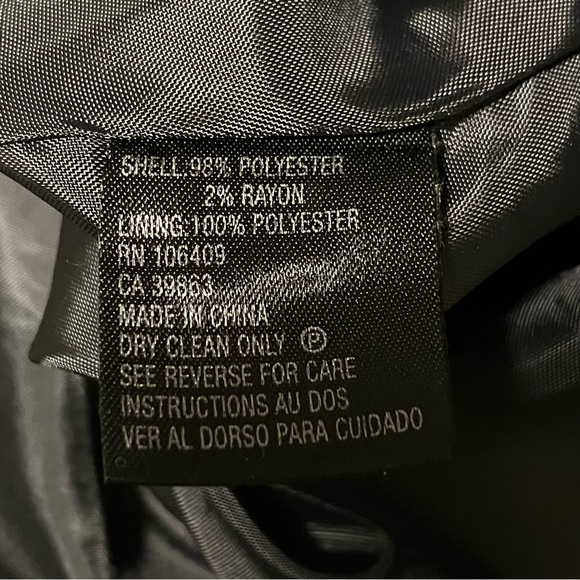 SHELL:98% POLYESTER
2% RAYON
LINING:100% POLYESTER
RN 106409
CA 39863
MADE IN CHINA
DRY CLEAN ONLY Ⓟ
SEE REVERSE FOR CARE
INSTRUCTIONS AU DOS
VER AL DORSO PARA CUIDADO